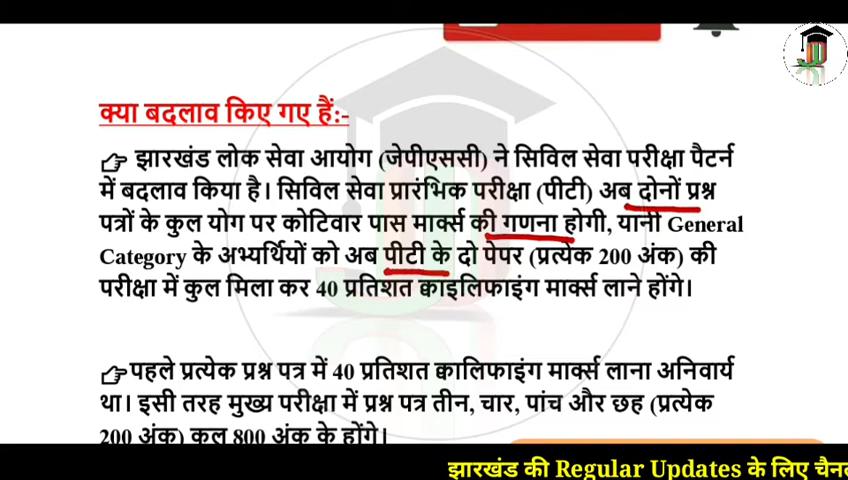 क्या बदलाव किए गए हैं:-
झारखंड लोक सेवा आयोग (जेपीएससी) ने सिविल सेवा परीक्षा पैटर्न
में बदलाव किया है। सिविल सेवा प्रारंभिक परीक्षा (पीटी) अब दोनों प्रश्न
पत्रों के कुल योग पर कोटिवार पास मार्क्स की गणना होगी, यानी General
Category के अभ्यर्थियों को अब पीटी के दो पेपर (प्रत्येक 200 अंक) की
परीक्षा में कुल मिला कर 40 प्रतिशत क्वाइलिफाइंग मार्क्स लाने होंगे।
पहले प्रत्येक प्रश्न पत्र में 40 प्रतिशत क्वालिफाइंग मार्क्स लाना अनिवार्य
था। इसी तरह मुख्य परीक्षा में प्रश्न पत्र तीन, चार, पांच और छह (प्रत्येक
200 अंक) कुल 800 अंक के होंगे।
झारखंड की Regular Updates के लिए चैनल